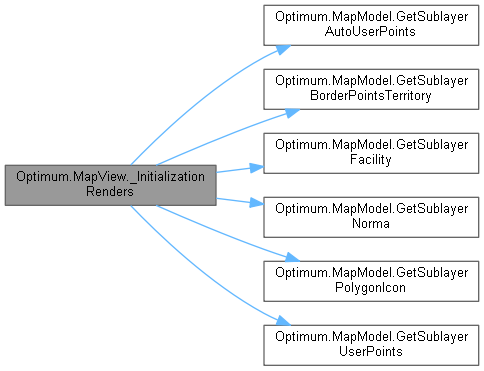 Optimum.MapView._Initialization
Renders
Optimum.MapModel.GetSublayer
AutoUserPoints
Optimum.MapModel.GetSublayer
BorderPointsTerritory
Optimum.MapModel.GetSublayer
Facility
Optimum.MapModel.GetSublayer
Norma
Optimum.MapModel.GetSublayer
PolygonIcon
Optimum.MapModel.GetSublayer
UserPoints